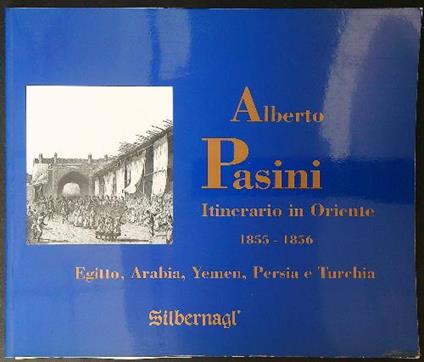 Alberto
Pasini
Itinerario in Oriente
1855 - 1856
Egitto, Arabia, Yemen, Persia e Turchia
Silbernagl'